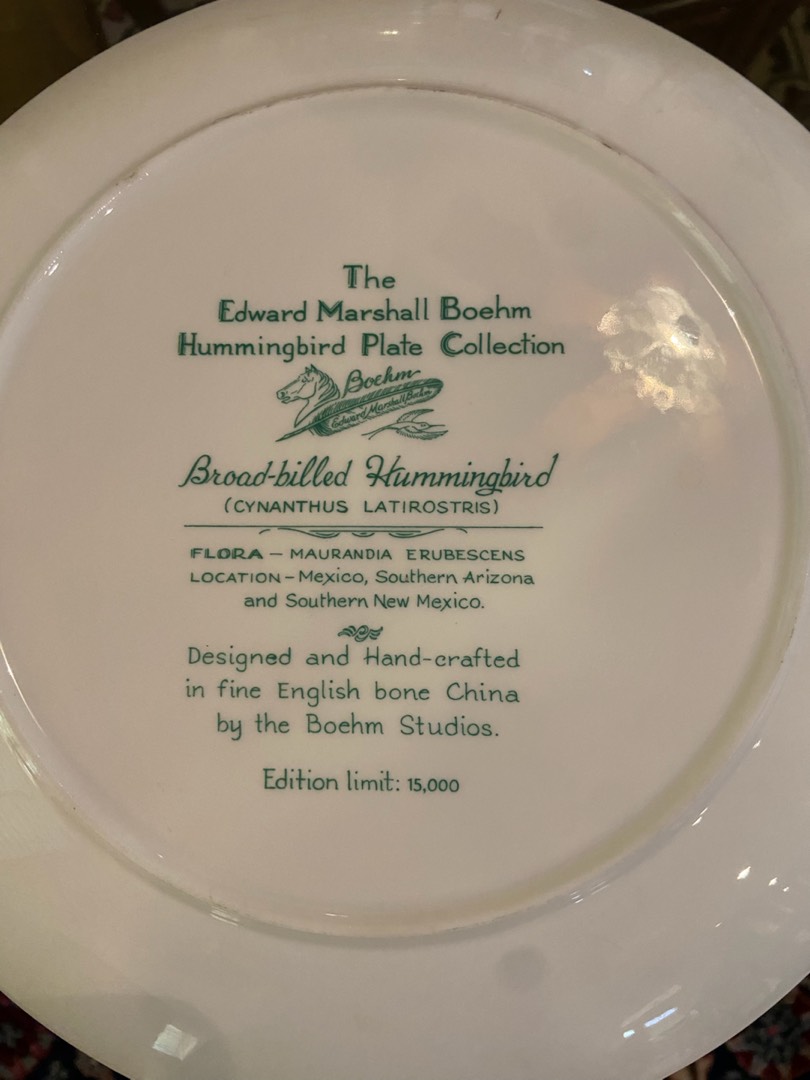 The
Edward Marshall Boehm
Hummingbird Plate Collection
Boehm
Edward Marshall Boehm
Broad-billed Hummingbird
(CYNANTHUS LATIROSTRIS)
FLORA – MAURANDIA ERUBESCENS
LOCATION – Mexico, Southern Arizona
and Southern New Mexico.
Designed and Hand-crafted
in fine English bone China
by the Boehm Studios.
Edition limit: 15,000